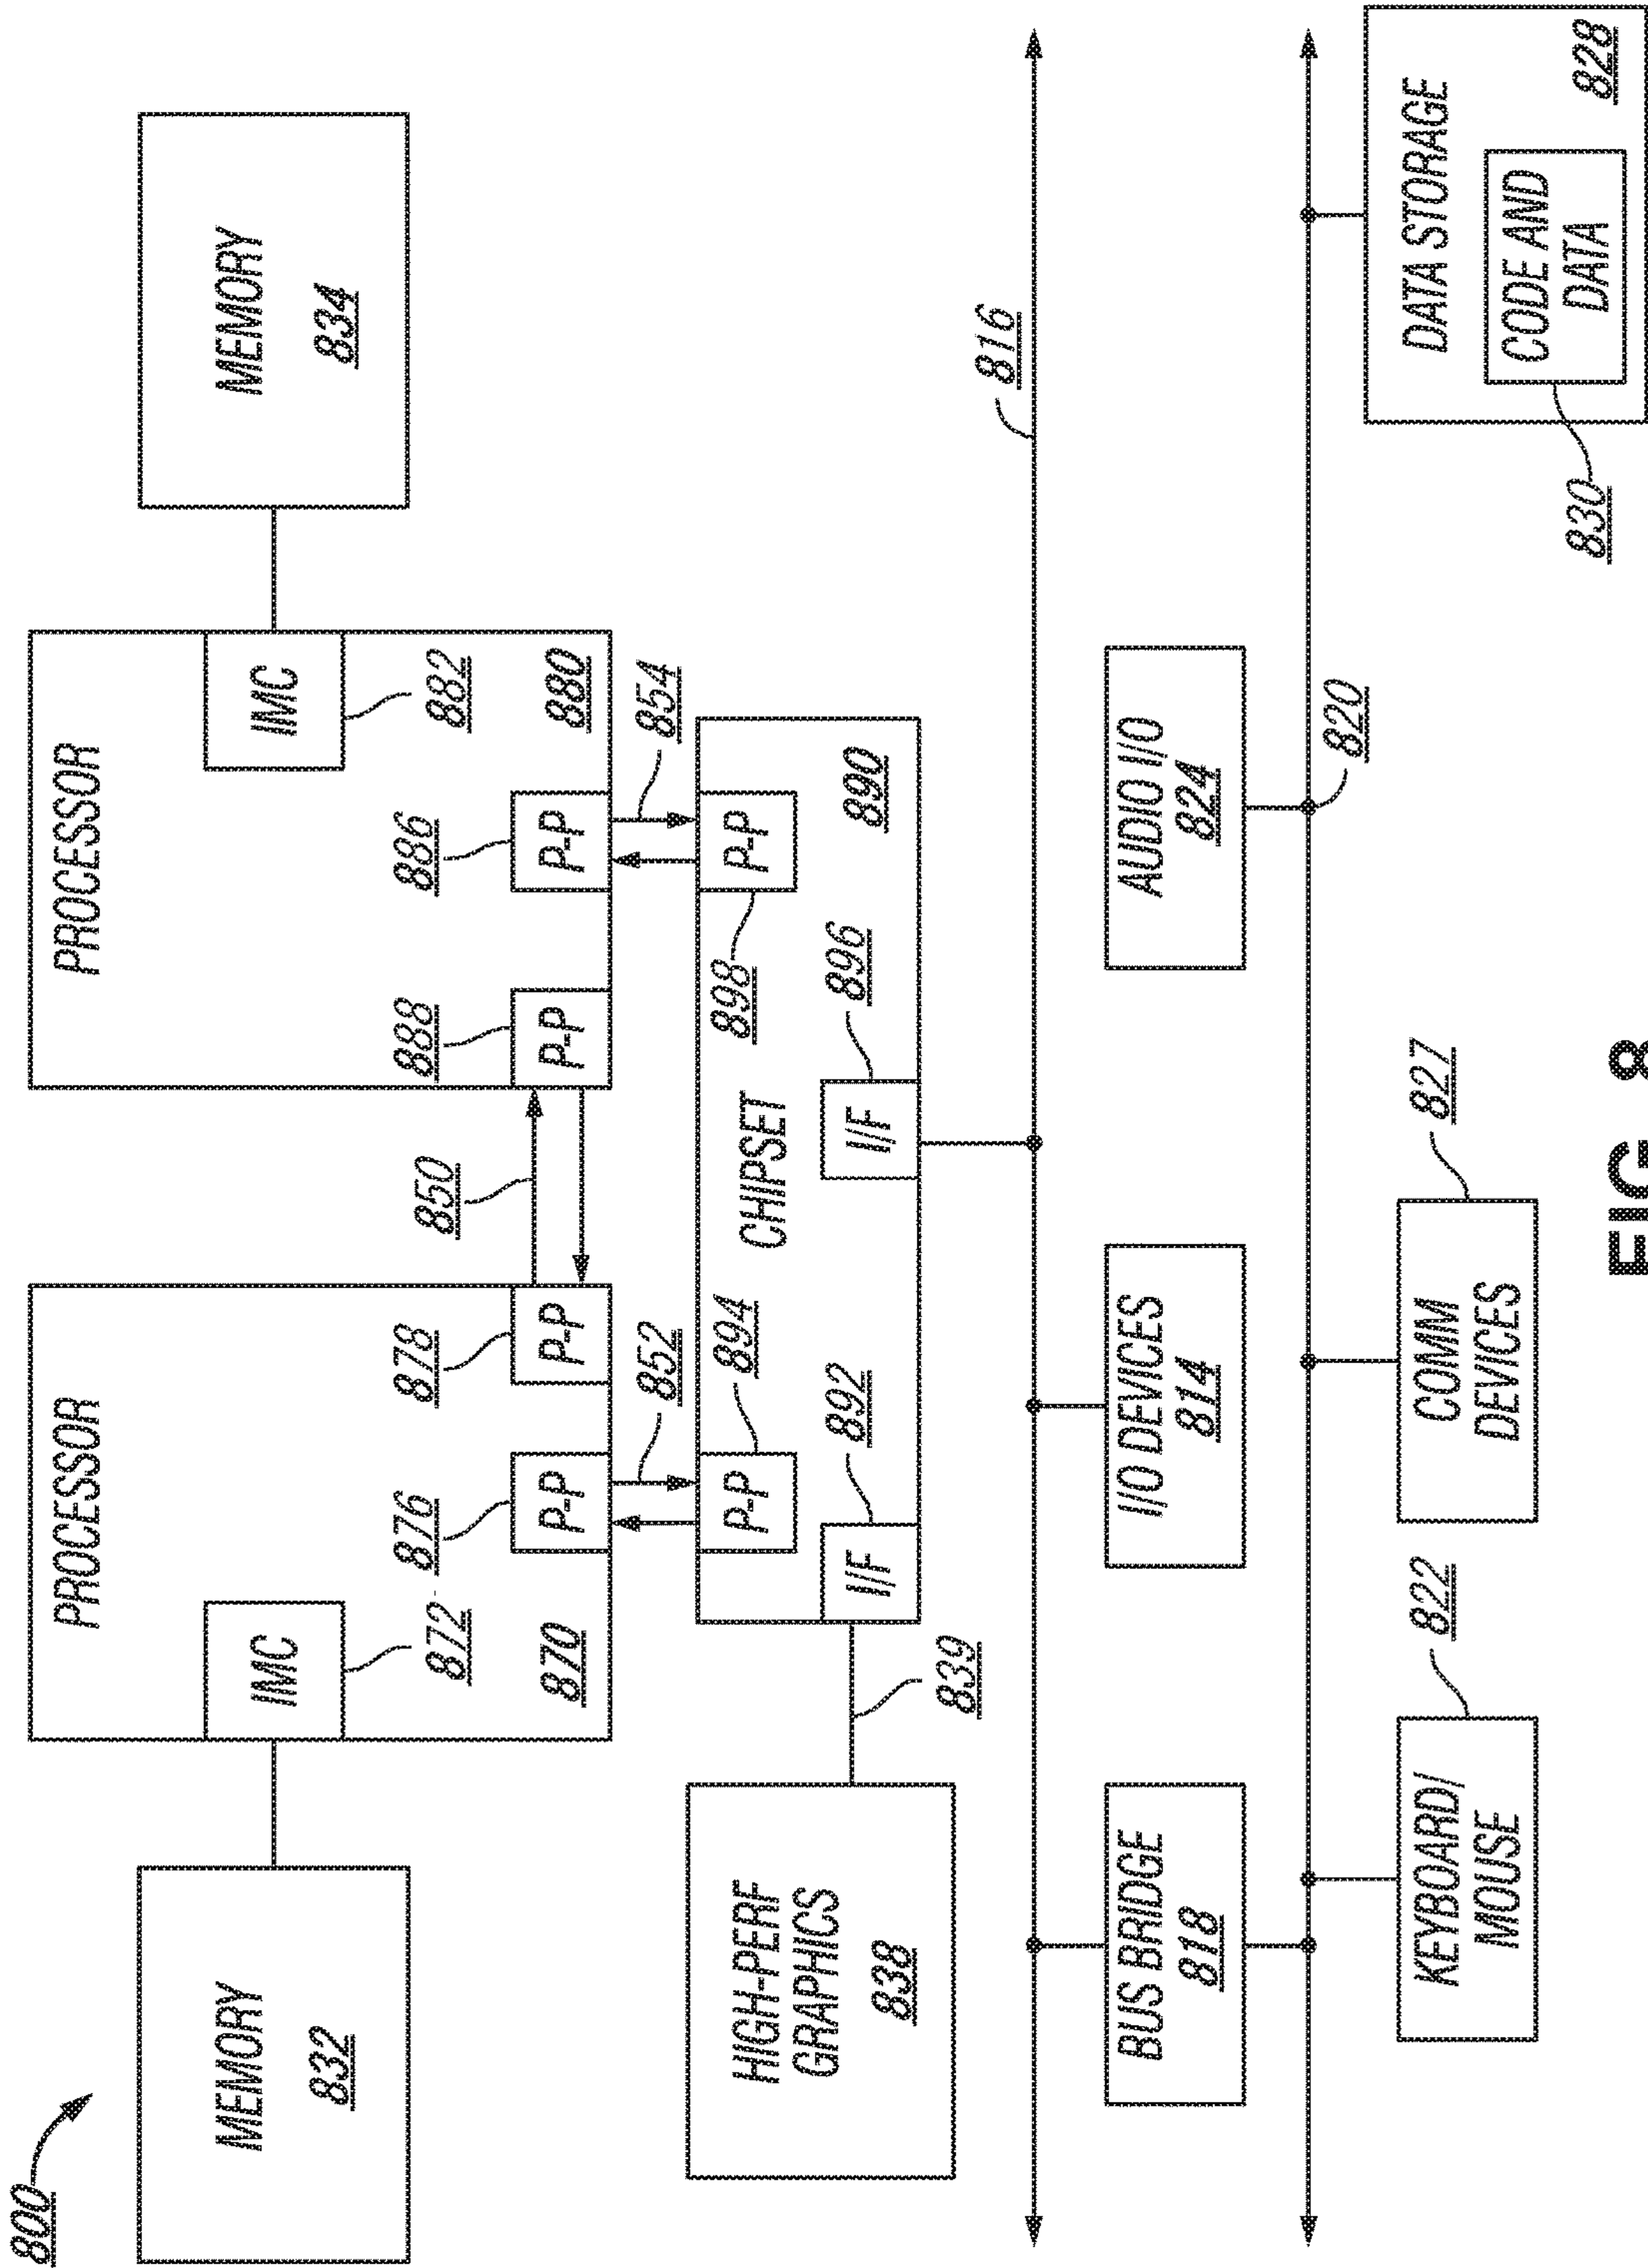 800
MEMORY
832
PROCESSOR
IMC
872
870
876
P-P
878
P-P
850
PROCESSOR
IMC
882
880
888
P-P
886
P-P
MEMORY
834
852
854
HIGH-PERF
GRAPHICS
838
839
P-P
894
CHIPSET
P-P
898
890
I/F
892
I/F
896
816
BUS BRIDGE
818
I/O DEVICES
814
AUDIO I/O
824
820
KEYBOARD/
MOUSE
822
COMM
DEVICES
827
DATA STORAGE
CODE AND
DATA
828
830
FIG. 8